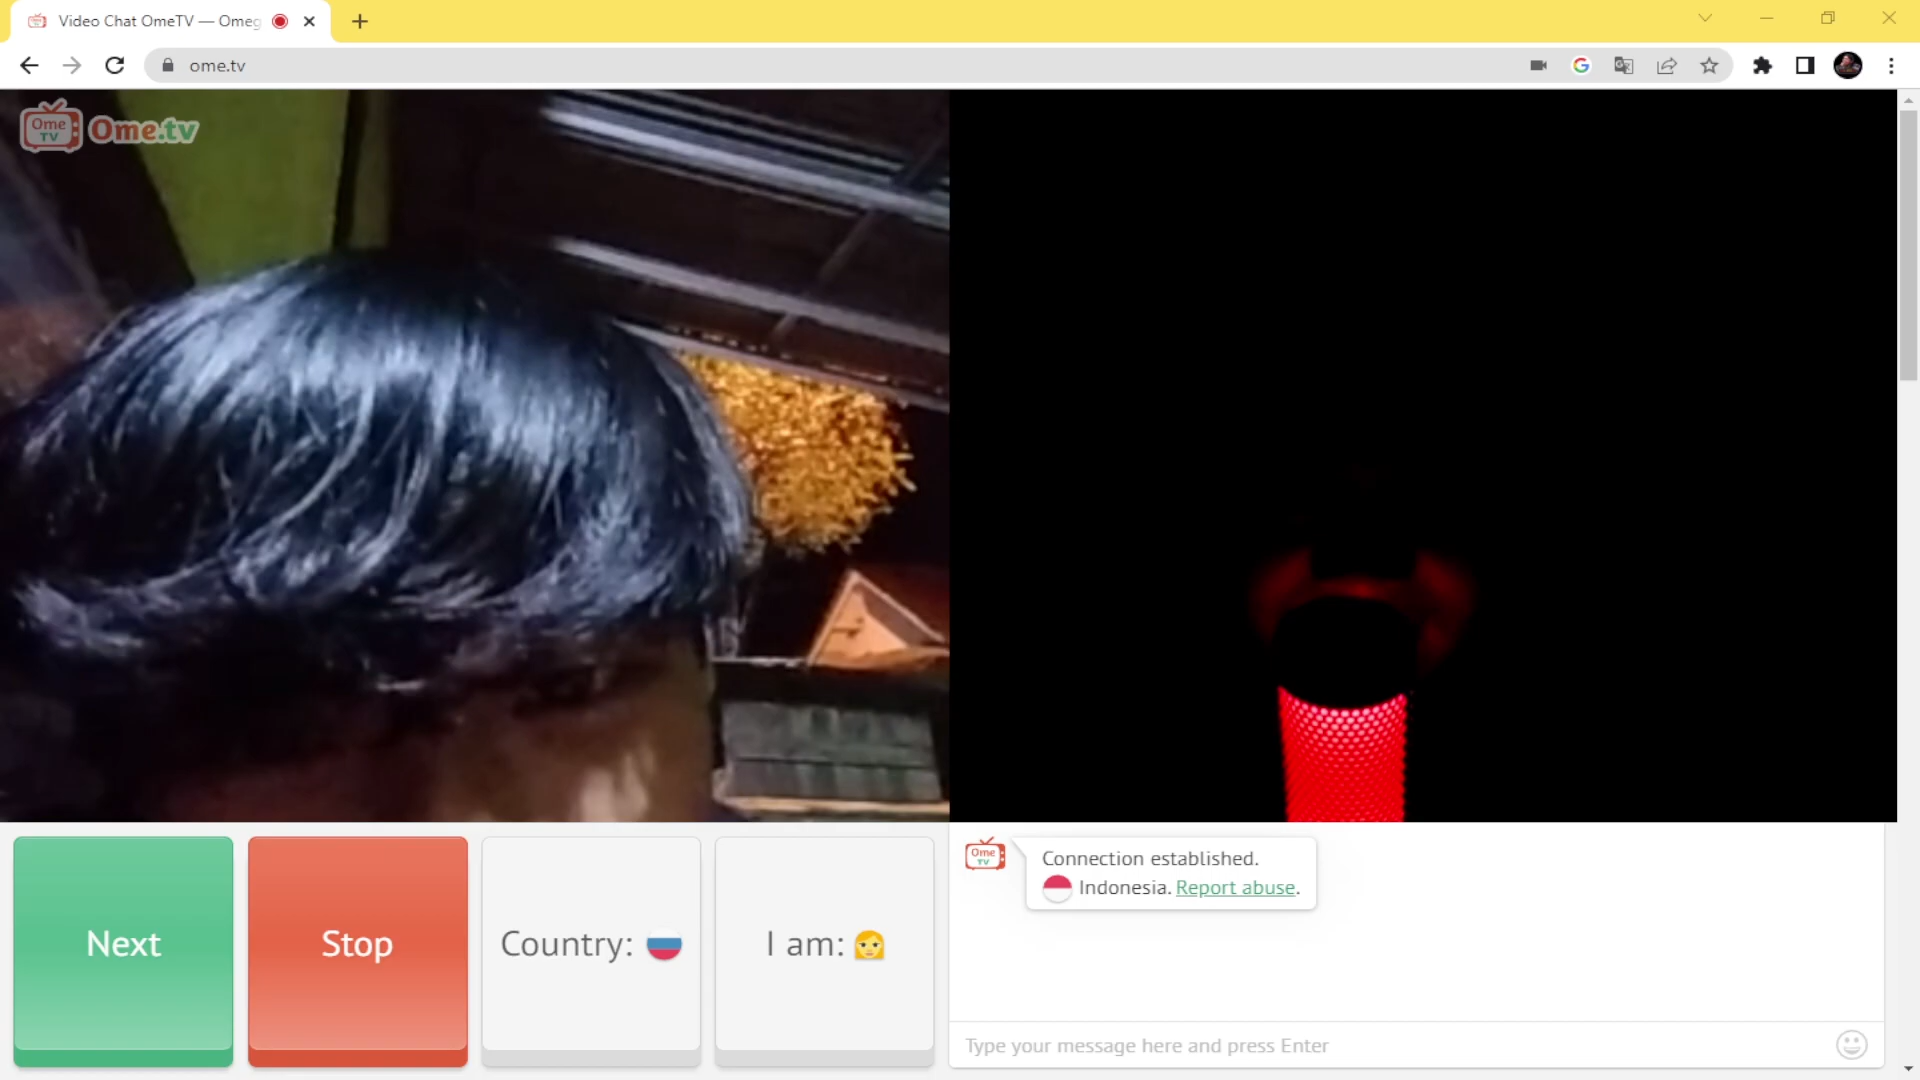 Video Chat OmeTV — Omeg
ome.tv
Ome TV Ome.tv
Next
Stop
Country:
I am:
Ome TV
Connection established.
Indonesia. Report abuse.
Type your message here and press Enter